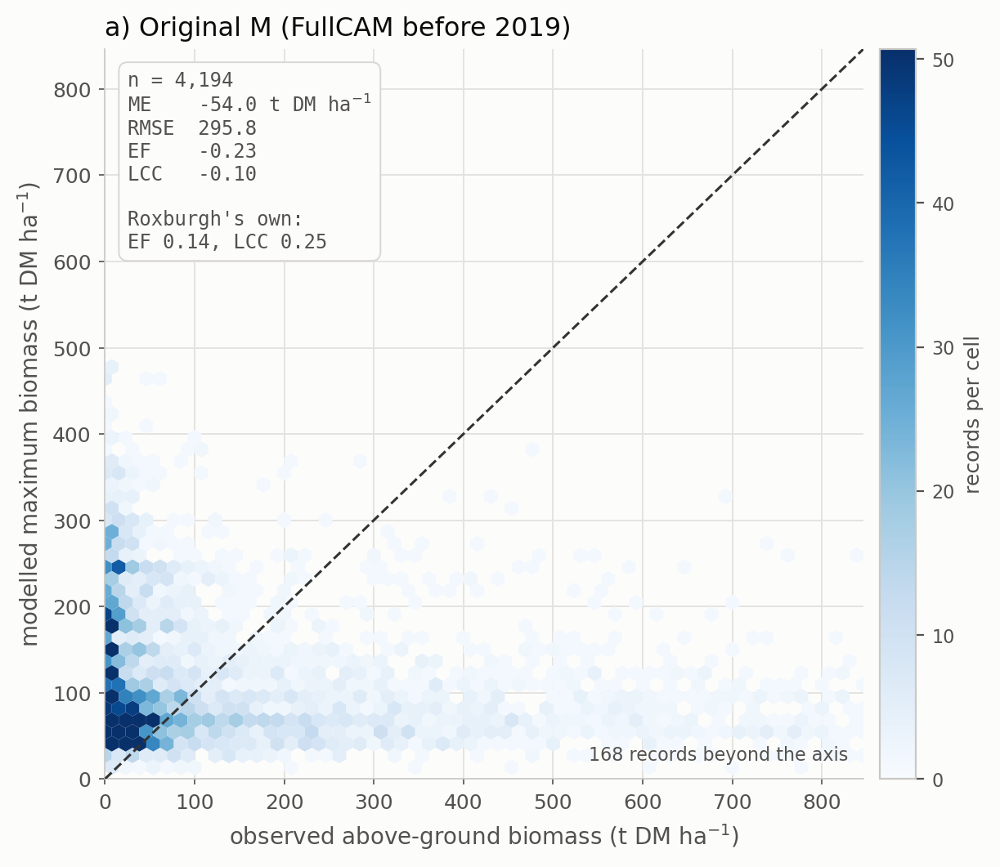 a) Original M (FullCAM before 2019)
n = 4,194
ME -54.0 t DM ha⁻¹
RMSE 295.8
EF -0.23
LCC -0.10
Roxburgh's own:
EF 0.14, LCC 0.25
modelled maximum biomass (t DM ha⁻¹)
800
700
600
500
400
300
200
100
0
168 records beyond the axis
0 100 200 300 400 500 600 700 800
observed above-ground biomass (t DM ha⁻¹)
50
40
30
20
10
0
records per cell